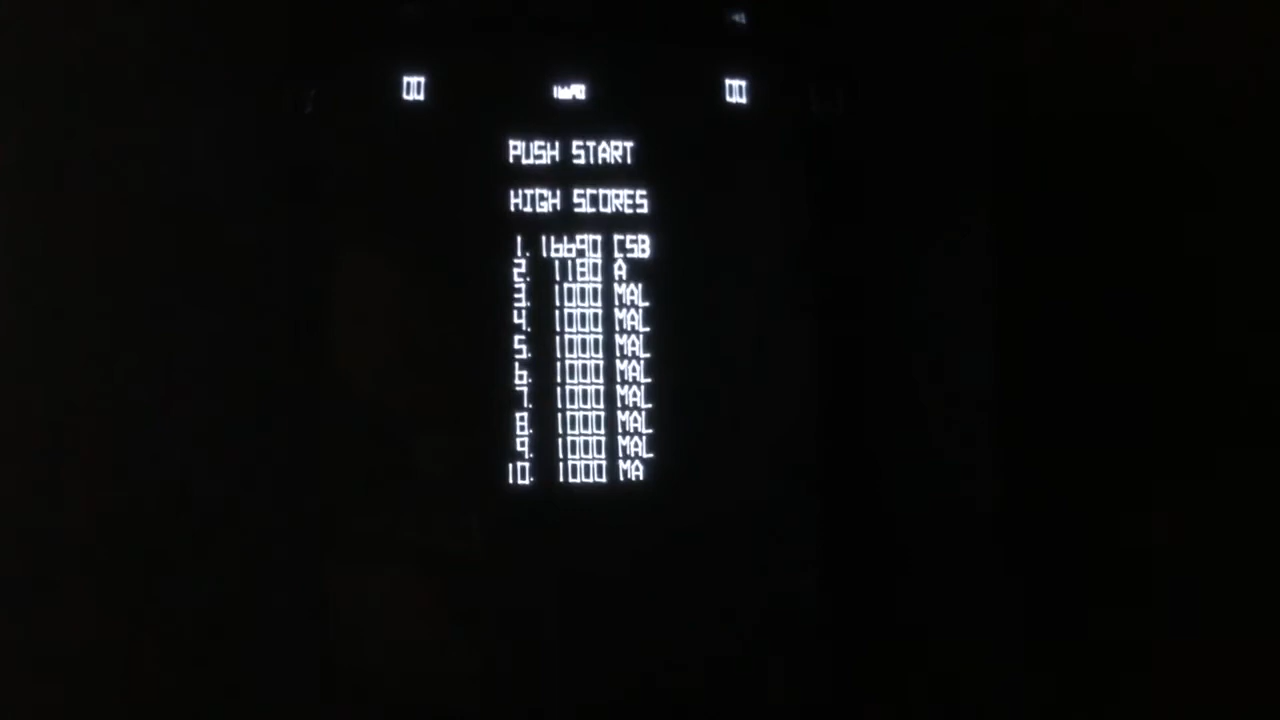 00 16690 00
PUSH START
HIGH SCORES
1. 16690 CSB
2. 1180 A
3. 1000 MAL
4. 1000 MAL
5. 1000 MAL
6. 1000 MAL
7. 1000 MAL
8. 1000 MAL
9. 1000 MAL
10. 1000 MA